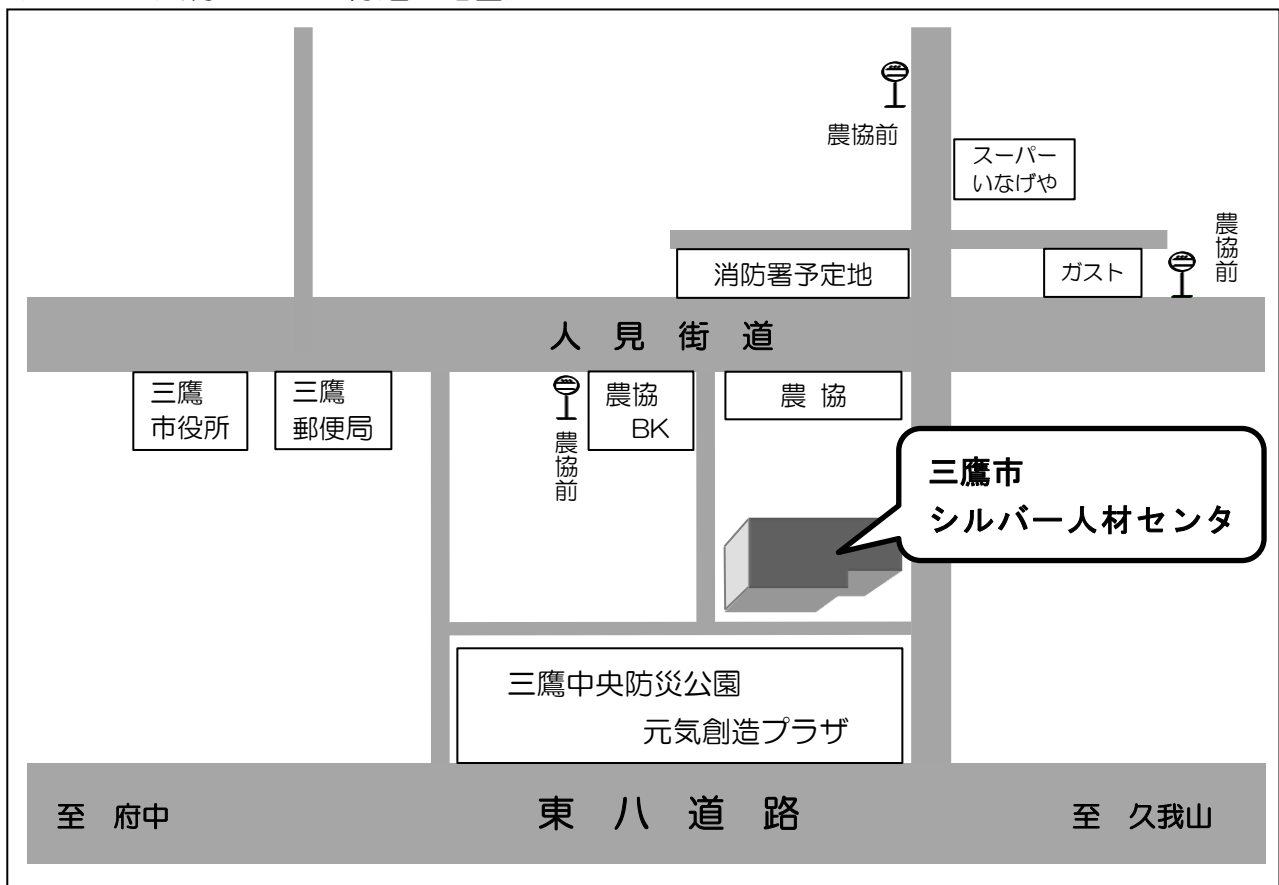 農協前
スーパー
いなげや
農協前
消防署予定地
ガスト
人見街道
三鷹
市役所
三鷹
郵便局
農協前
農協
BK
農協
三鷹市
シルバー人材センタ
三鷹中央防災公園
元気創造プラザ
至 府中
東八道路
至 久我山